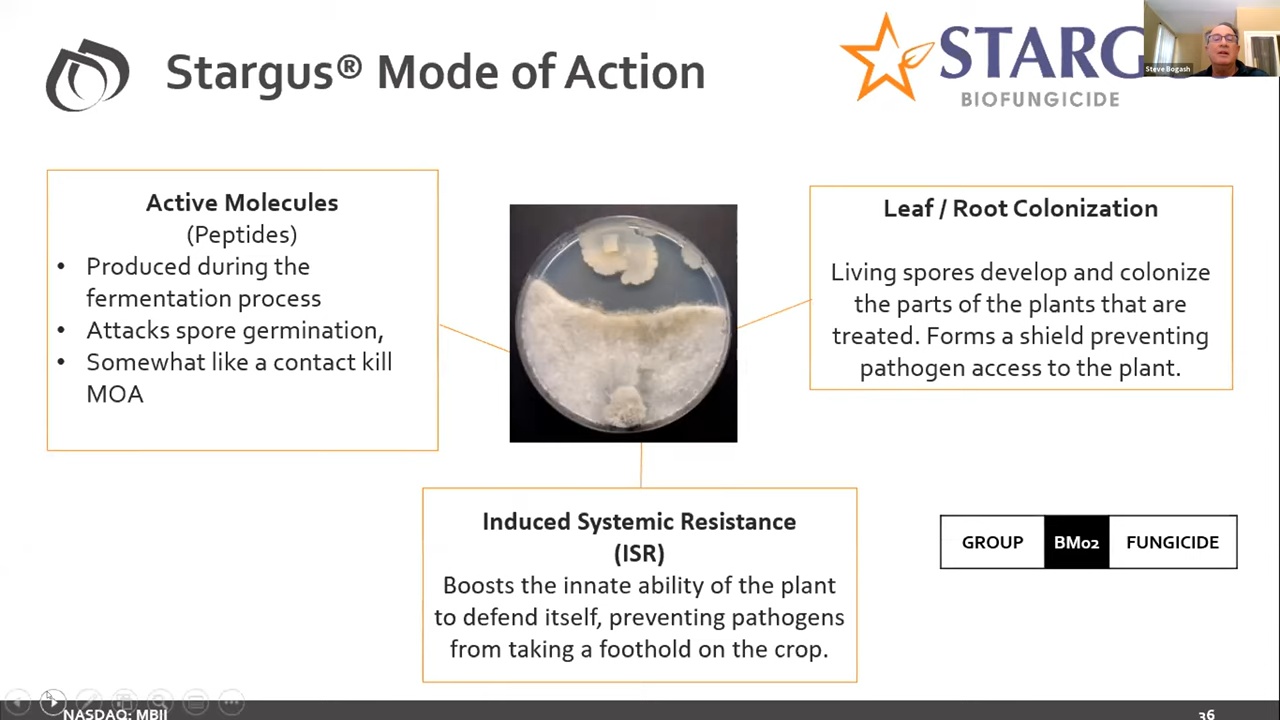 Stargus® Mode of Action
STARG
BIOFUNGICIDE
Steve Bogash
Active Molecules
(Peptides)
• Produced during the
fermentation process
• Attacks spore germination,
• Somewhat like a contact kill
MOA
Leaf / Root Colonization
Living spores develop and colonize
the parts of the plants that are
treated. Forms a shield preventing
pathogen access to the plant.
Induced Systemic Resistance
(ISR)
Boosts the innate ability of the plant
to defend itself, preventing pathogens
from taking a foothold on the crop.
GROUP BM02 FUNGICIDE
NASDAQ: MBII
36